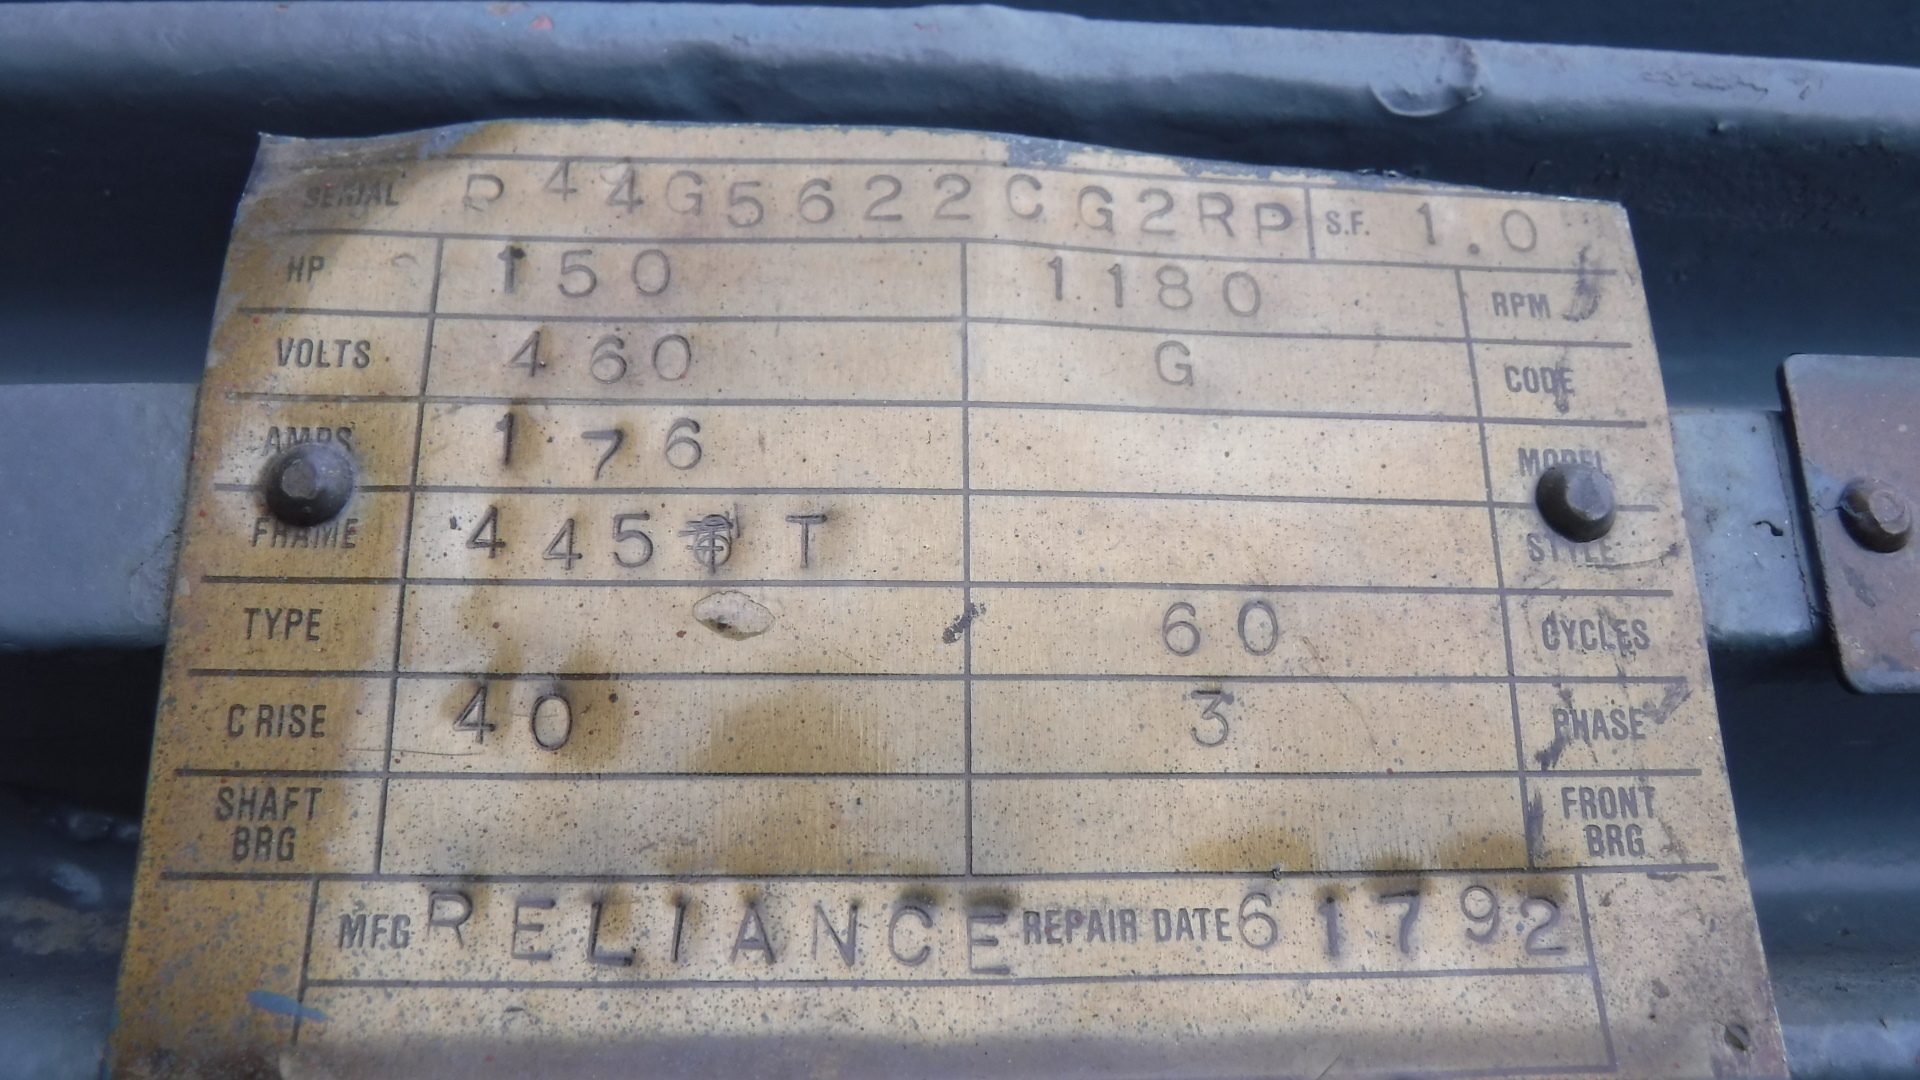 SERIAL P44G5622CG2RP S.F. 1.0
HP 150 1180 RPM
VOLTS 460 G CODE
AMPS 176 MODEL
FRAME 445 T STYLE
TYPE 60 CYCLES
C RISE 40 3 PHASE
SHAFT BRG FRONT BRG
MFG RELIANCE REPAIR DATE 61792